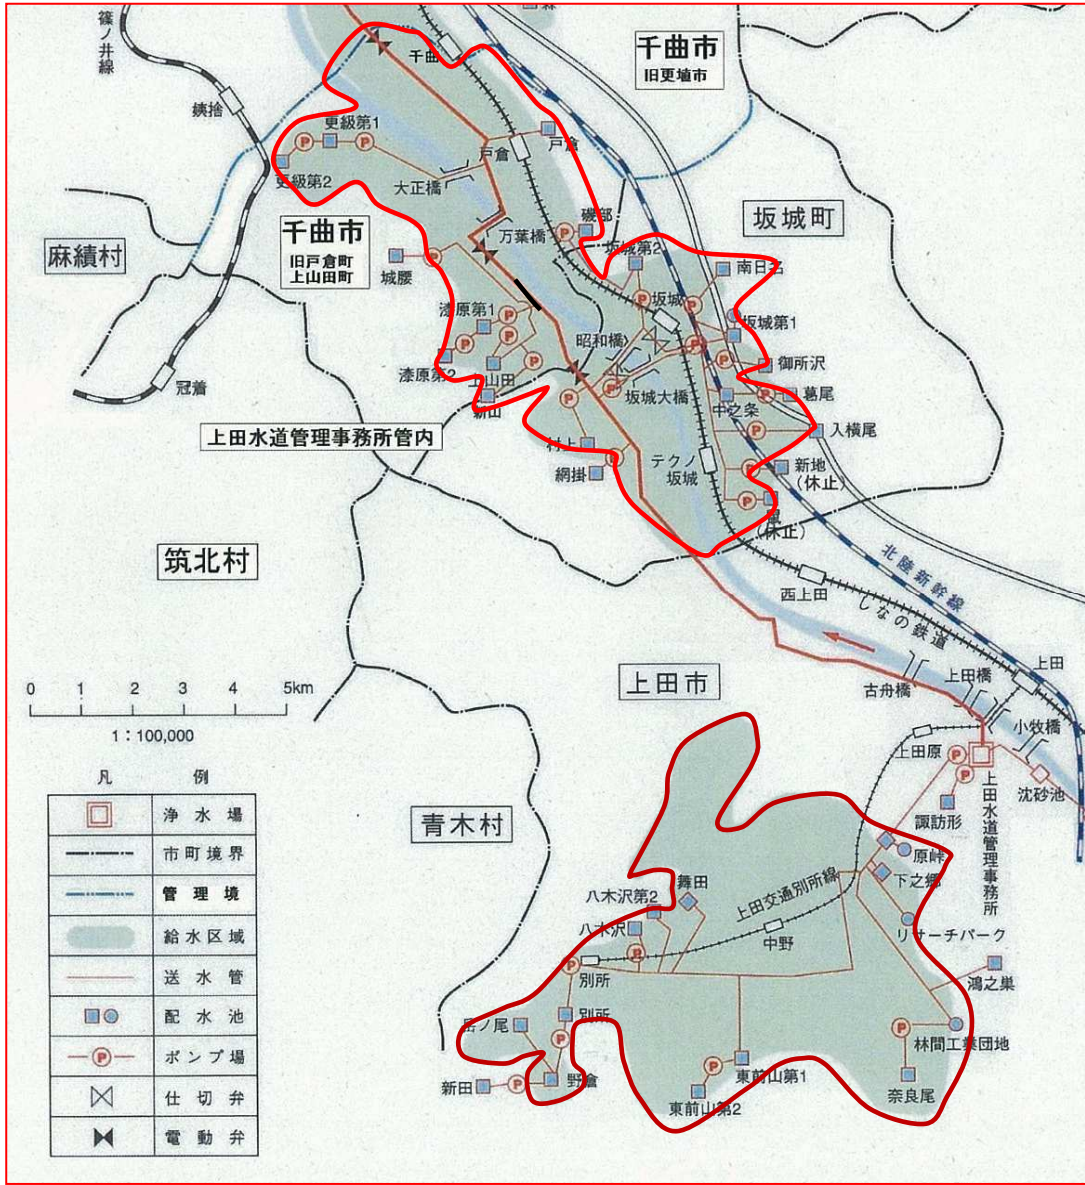 篠ノ井線
姨捨
千曲
千曲市
旧更埴市
更級第1
更級第2
戸倉
戸倉
大正橋
麻績村
千曲市
旧戸倉町
上山田町
万葉橋
磯部
坂城町
城腰
坂城第2
南日名
坂城
坂城第1
漆原第1
漆原第2
昭和橋
御所沢
上山田
冠着
新山
坂城大橋
中之条
葛尾
上田水道管理事務所管内
村上
入横尾
網掛
テクノ
坂城
新地
(休止)
鼠
(休止)
筑北村
西上田
北陸新幹線
しなの鉄道
上田市
古舟橋
上田橋
上田
小牧橋
0 1 2 3 4 5km
1:100,000
上田原
沈砂池
上田水道管理事務所
諏訪形
青木村
原峠
下之郷
凡例
浄水場
市町境界
管理境
給水区域
送水管
配水池
P
ポンプ場
仕切弁
電動弁
八木沢第2
舞田
八木沢
上田交通別所線
中野
リサーチパーク
別所
鴻之巣
別所
岳ノ尾
林間工業団地
新田
野倉
東前山第1
東前山第2
奈良尾